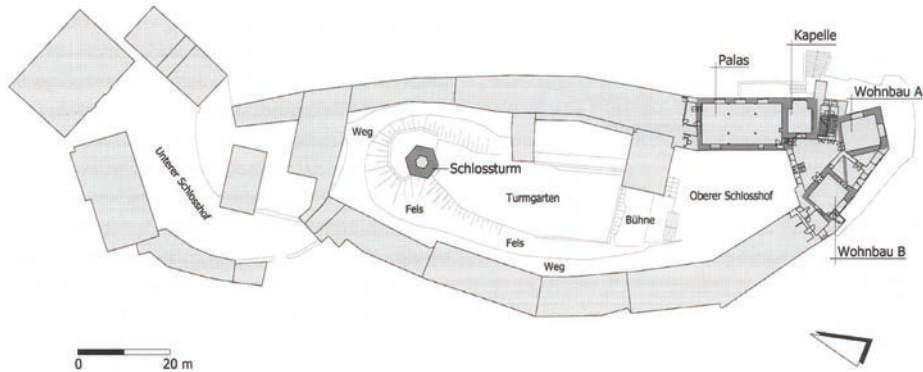 Kapelle
Palas
Wohnbau A
Weg
Schlossturm
Unterer Schlosshof
Turmgarten
Oberer Schlosshof
Fels
Bühne
Fels
Weg
Wohnbau B
0 20 m